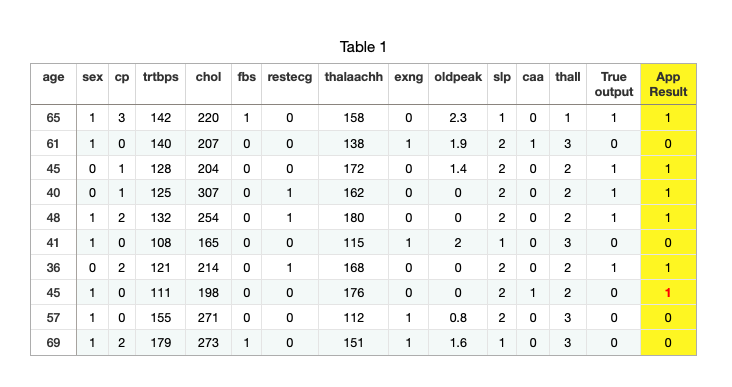 Table 1
age sex cp trtbps chol fbs restecg thalaachh exng oldpeak slp caa thall True output App Result
65 1 3 142 220 1 0 158 0 2.3 1 0 1 1 1
61 1 0 140 207 0 0 138 1 1.9 2 1 3 0 0
45 0 1 128 204 0 0 172 0 1.4 2 0 2 1 1
40 0 1 125 307 0 1 162 0 0 2 0 2 1 1
48 1 2 132 254 0 1 180 0 0 2 0 2 1 1
41 1 0 108 165 0 0 115 1 2 1 0 3 0 0
36 0 2 121 214 0 1 168 0 0 2 0 2 1 1
45 1 0 111 198 0 0 176 0 0 2 1 2 0 1
57 1 0 155 271 0 0 112 1 0.8 2 0 3 0 0
69 1 2 179 273 1 0 151 1 1.6 1 0 3 0 0